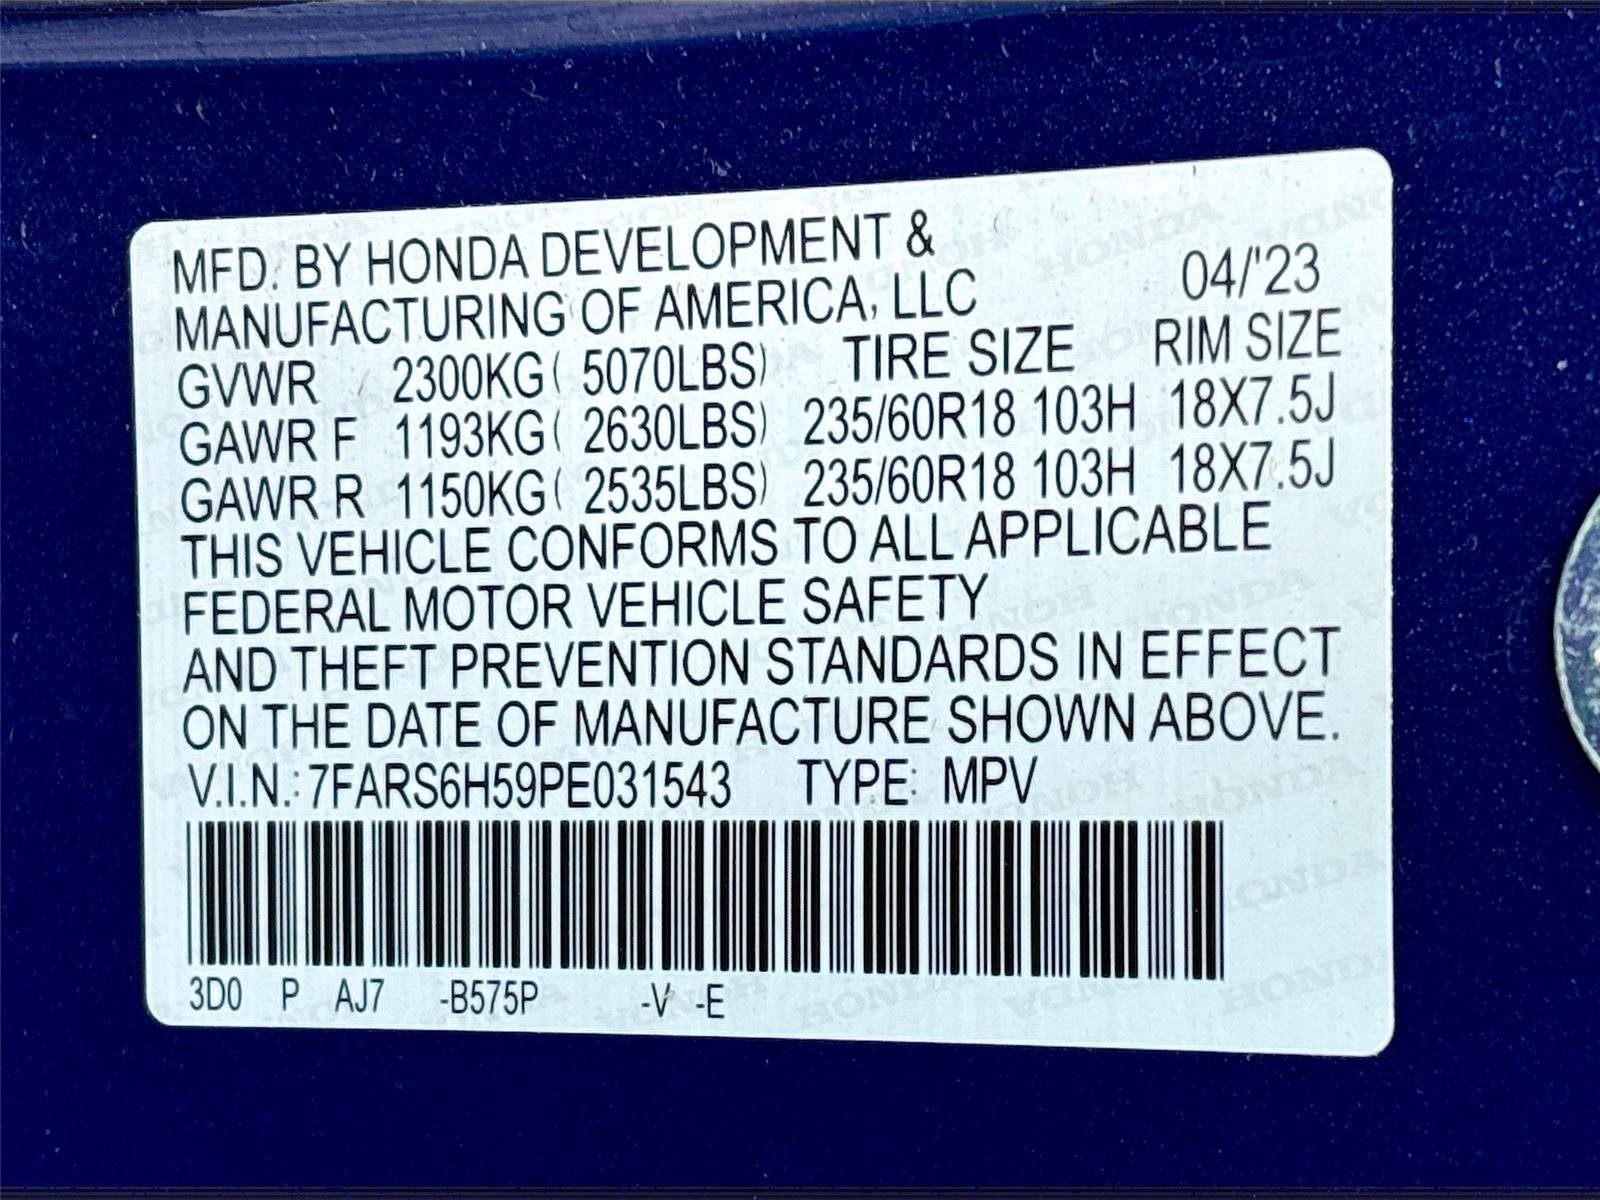 MFD. BY HONDA DEVELOPMENT &
MANUFACTURING OF AMERICA, LLC 04/'23
GVWR 2300KG( 5070LBS) TIRE SIZE RIM SIZE
GAWR F 1193KG( 2630LBS) 235/60R18 103H 18X7.5J
GAWR R 1150KG( 2535LBS) 235/60R18 103H 18X7.5J
THIS VEHICLE CONFORMS TO ALL APPLICABLE
FEDERAL MOTOR VEHICLE SAFETY
AND THEFT PREVENTION STANDARDS IN EFFECT
ON THE DATE OF MANUFACTURE SHOWN ABOVE.
V.I.N.: 7FARS6H59PE031543 TYPE: MPV
3D0 P AJ7 -B575P -V -E